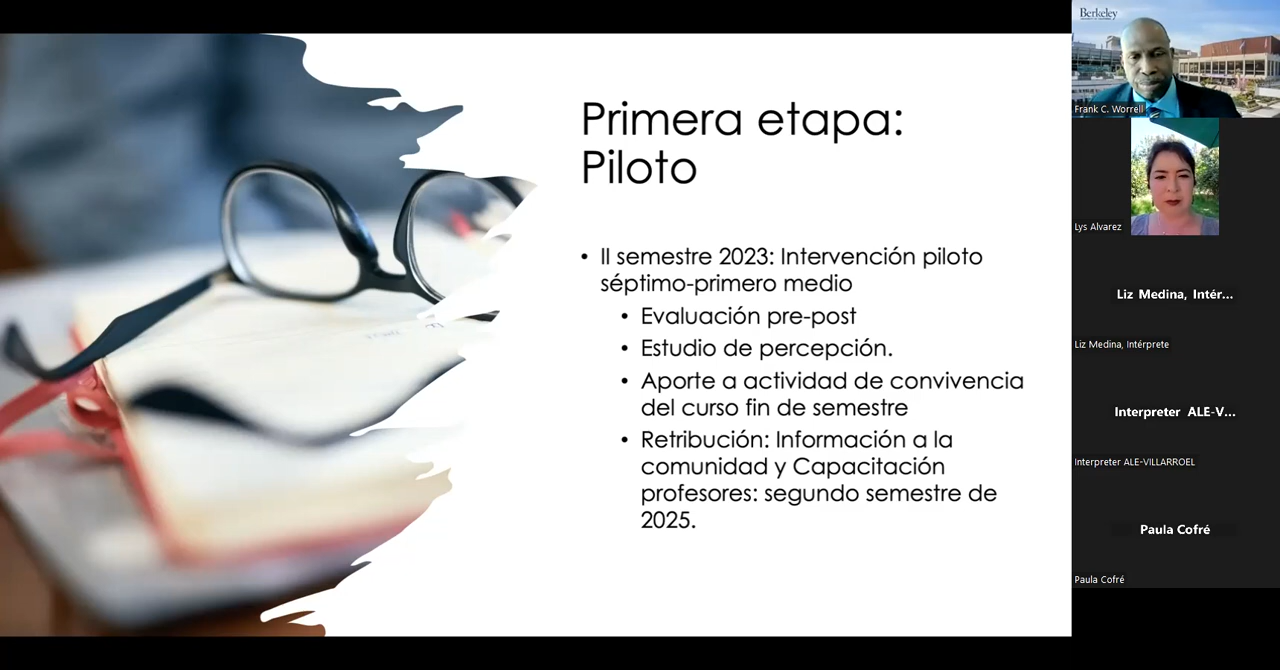 Primera etapa:
Piloto
• II semestre 2023: Intervención piloto
séptimo-primero medio
• Evaluación pre-post
• Estudio de percepción.
• Aporte a actividad de convivencia
del curso fin de semestre
• Retribución: Información a la
comunidad y Capacitación
profesores: segundo semestre de
2025.
Berkeley
Frank C. Worrell
Lys Alvarez
Liz Medina, Intér...
Liz Medina, Intérprete
Interpreter ALE-V...
Interpreter ALE-VILLARROEL
Paula Cofré
Paula Cofré